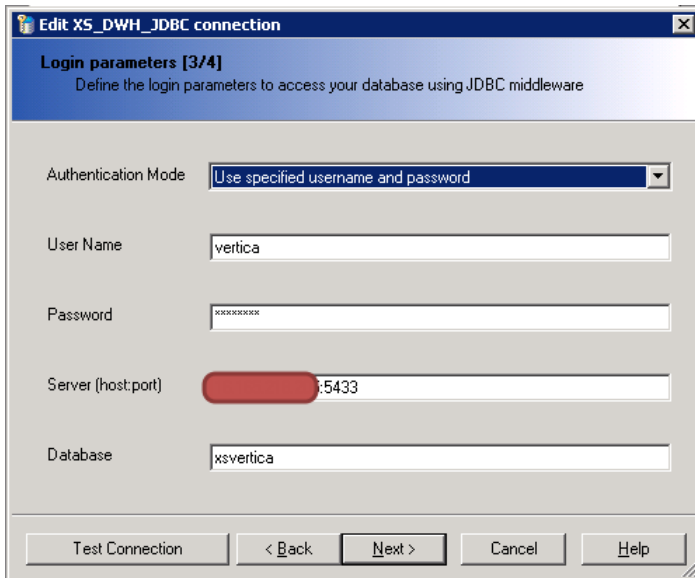 Edit XS_DWH_JDBC connection
Login parameters [3/4]
Define the login parameters to access your database using JDBC middleware
Authentication Mode Use specified username and password
User Name vertica
Password ********
Server (host:port) :5433
Database xsvertica
Test Connection < Back Next > Cancel Help